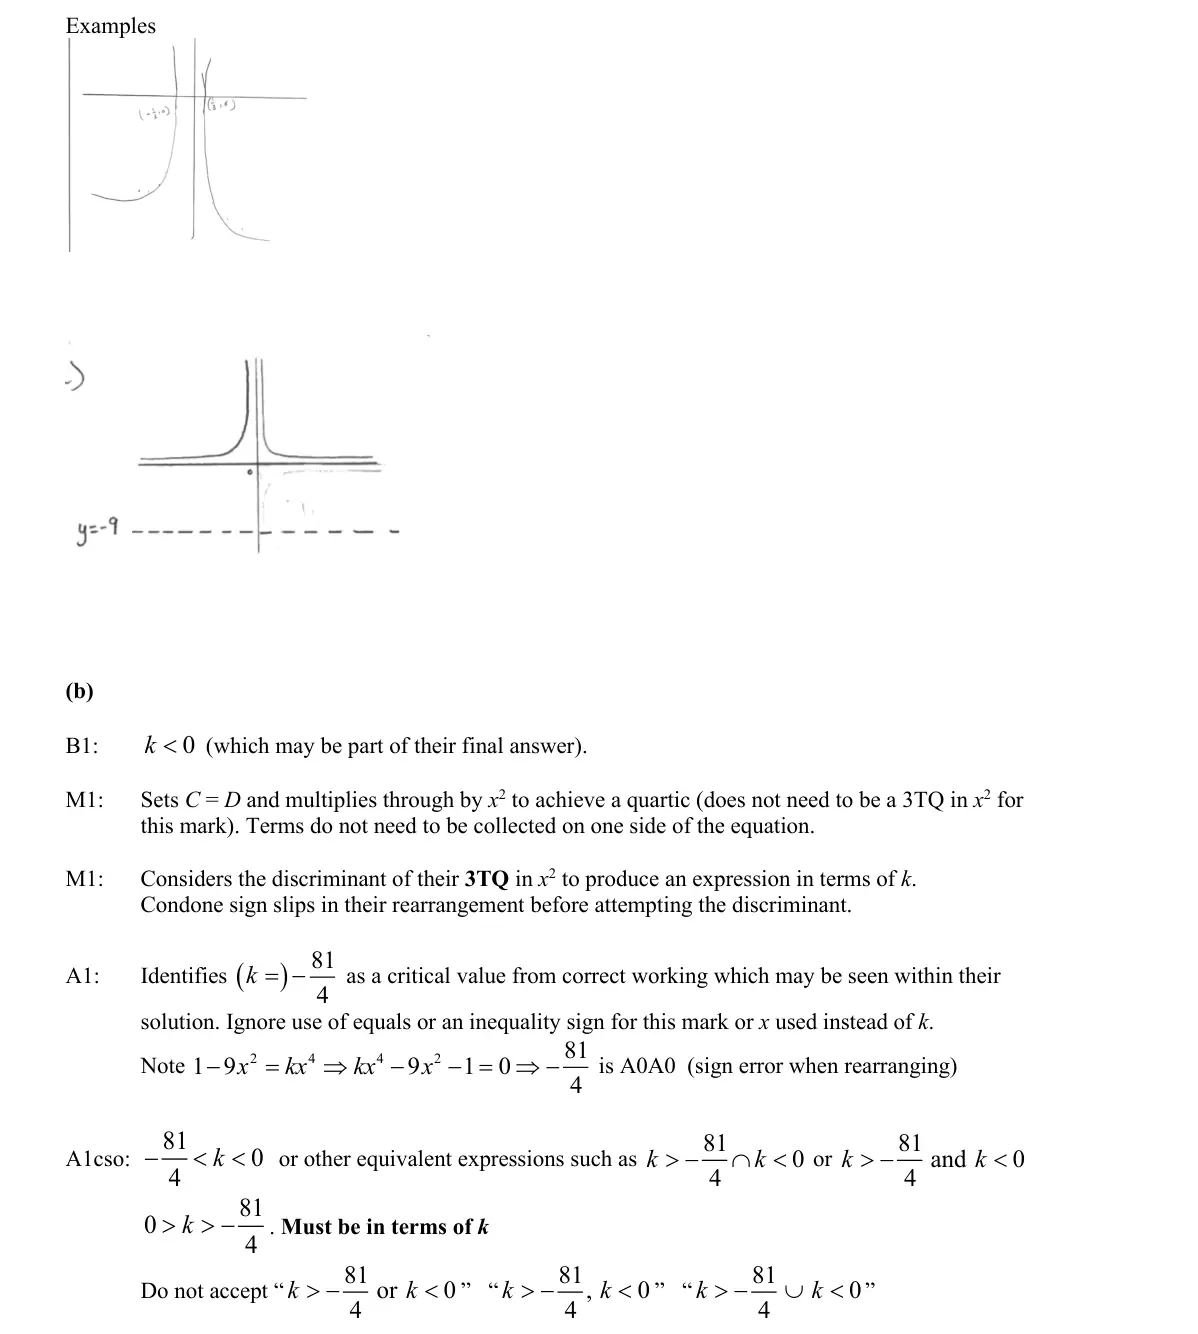 Examples
(-1/3, 0)
.)
y=-9
(b)
B1: k < 0 (which may be part of their final answer).
M1: Sets C = D and multiplies through by x² to achieve a quartic (does not need to be a 3TQ in x² for
this mark). Terms do not need to be collected on one side of the equation.
M1: Considers the discriminant of their 3TQ in x² to produce an expression in terms of k.
Condone sign slips in their rearrangement before attempting the discriminant.
A1: Identifies (k =) −81/4 as a critical value from correct working which may be seen within their
solution. Ignore use of equals or an inequality sign for this mark or x used instead of k.
Note 1−9x² = kx⁴ ⇒ kx⁴ −9x² −1 = 0 ⇒ −81/4 is A0A0 (sign error when rearranging)
A1cso: −81/4 < k < 0 or other equivalent expressions such as k > −81/4 ∩ k < 0 or k > −81/4 and k < 0
0 > k > −81/4 . Must be in terms of k
Do not accept “k > −81/4 or k < 0” “k > −81/4, k < 0” “k > −81/4 ∪ k < 0”